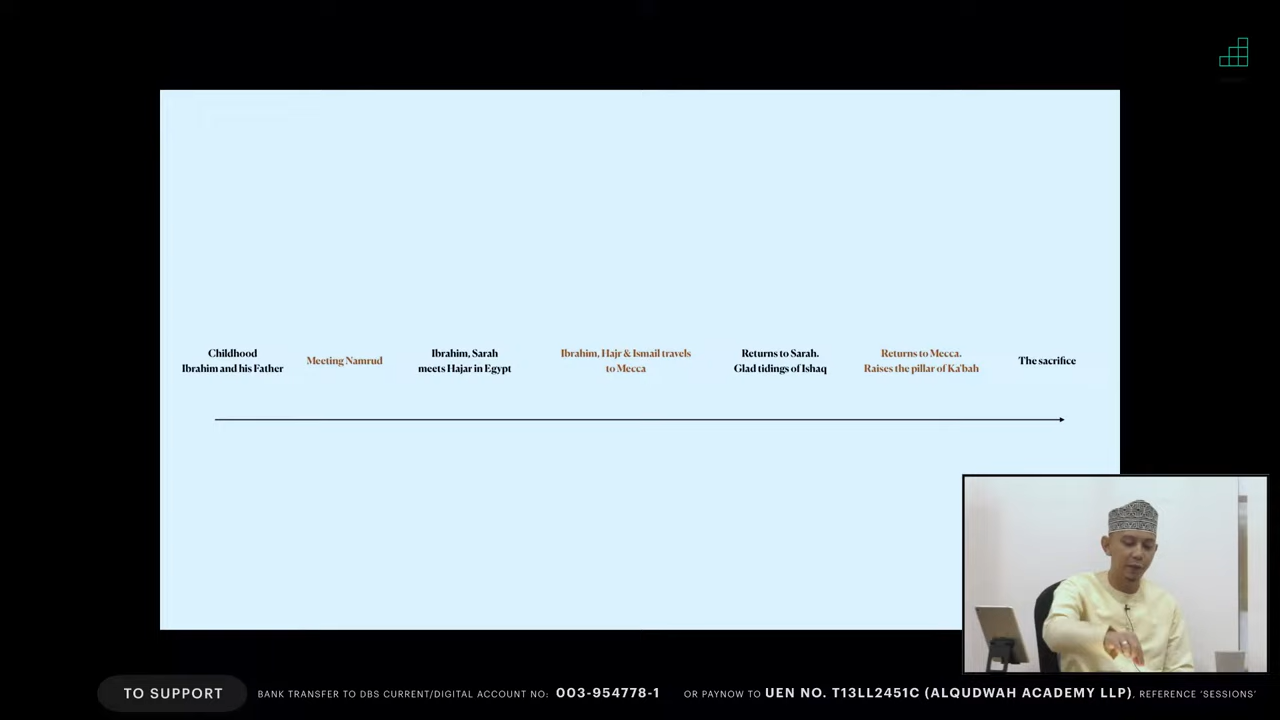 Childhood
Ibrahim and his Father
Meeting Namrud
Ibrahim, Sarah
meets Hajar in Egypt
Ibrahim, Hajr & Ismail travels
to Mecca
Returns to Sarah.
Glad tidings of Ishaq
Returns to Mecca.
Raises the pillar of Ka'bah
The sacrifice
TO SUPPORT
BANK TRANSFER TO DBS CURRENT/DIGITAL ACCOUNT NO: 003-954778-1 OR PAYNOW TO UEN NO. T13LL2451C (ALQUDWAH ACADEMY LLP), REFERENCE 'SESSIONS'